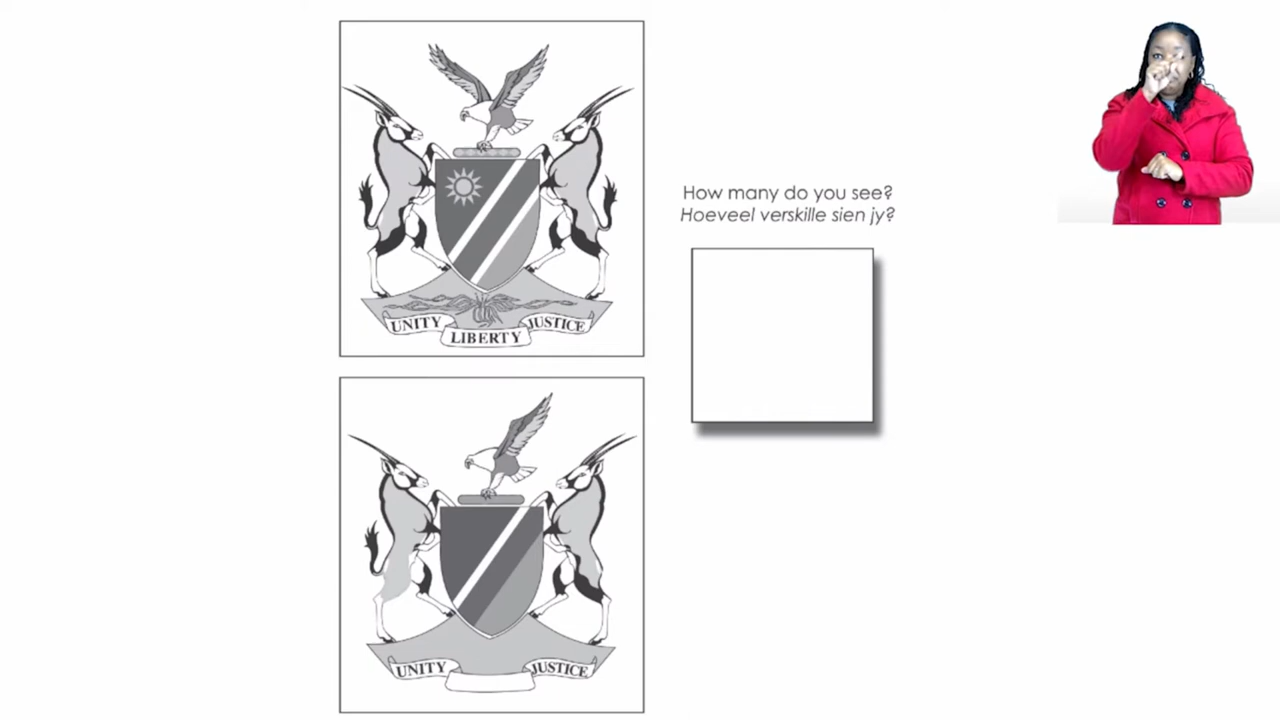 UNITY
LIBERTY
JUSTICE
How many do you see?
Hoeveel verskille sien jy?
UNITY
JUSTICE